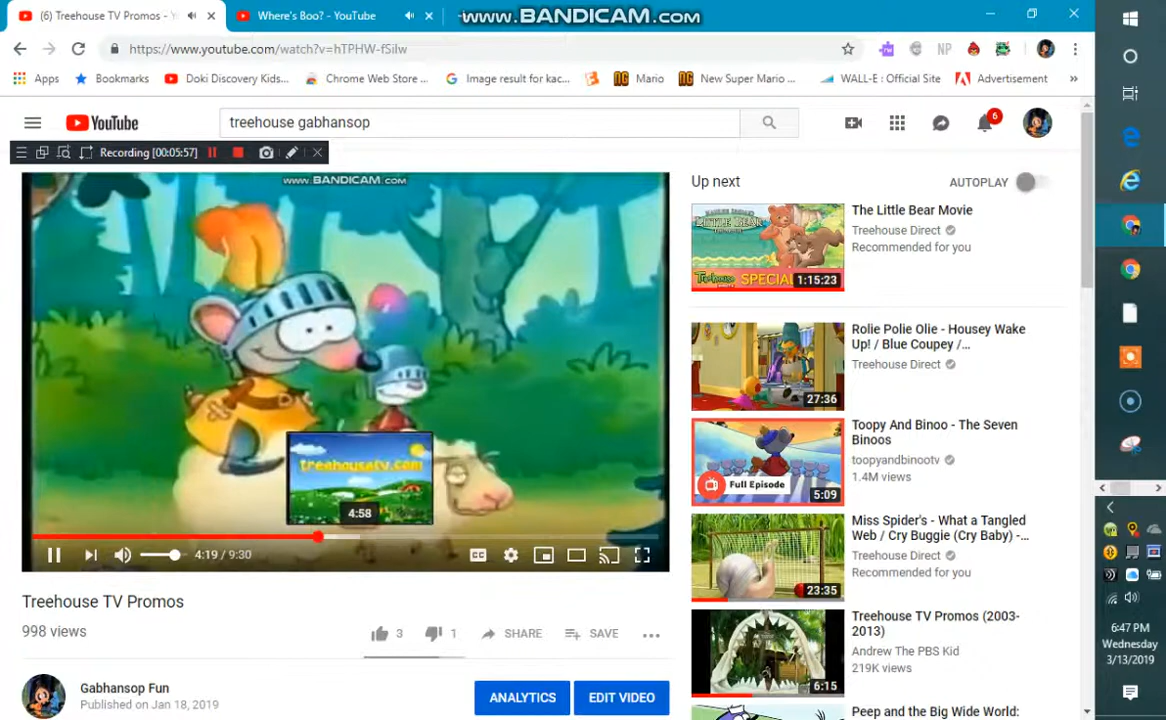 (6) Treehouse TV Promos - Y
Where's Boo? - YouTube
www.BANDICAM.com
https://www.youtube.com/watch?v=hTPHW-fSiIw
NP
Apps
Bookmarks
Doki Discovery Kids...
Chrome Web Store ...
Image result for kac...
Mario
New Super Mario ...
WALL-E : Official Site
Advertisement
»
YouTube
treehouse gabhansop
6
Recording [00:05:57]
www.BANDICAM.com
treehousetv.com
4:58
4:19 / 9:30
CC
Treehouse TV Promos
998 views
3
1
SHARE
SAVE
Gabhansop Fun
Published on Jan 18, 2019
ANALYTICS
EDIT VIDEO
Up next
AUTOPLAY
LITTLE BEAR
Treehouse SPECIAL
1:15:23
The Little Bear Movie
Treehouse Direct
Recommended for you
27:36
Rolie Polie Olie - Housey Wake
Up! / Blue Coupey /...
Treehouse Direct
Full Episode
5:09
Toopy And Binoo - The Seven
Binoos
toopyandbinootv
1.4M views
23:35
Miss Spider's - What a Tangled
Web / Cry Buggie (Cry Baby) -...
Treehouse Direct
Recommended for you
6:15
Treehouse TV Promos (2003-
2013)
Andrew The PBS Kid
219K views
Peep and the Big Wide World:
6:47 PM
Wednesday
3/13/2019